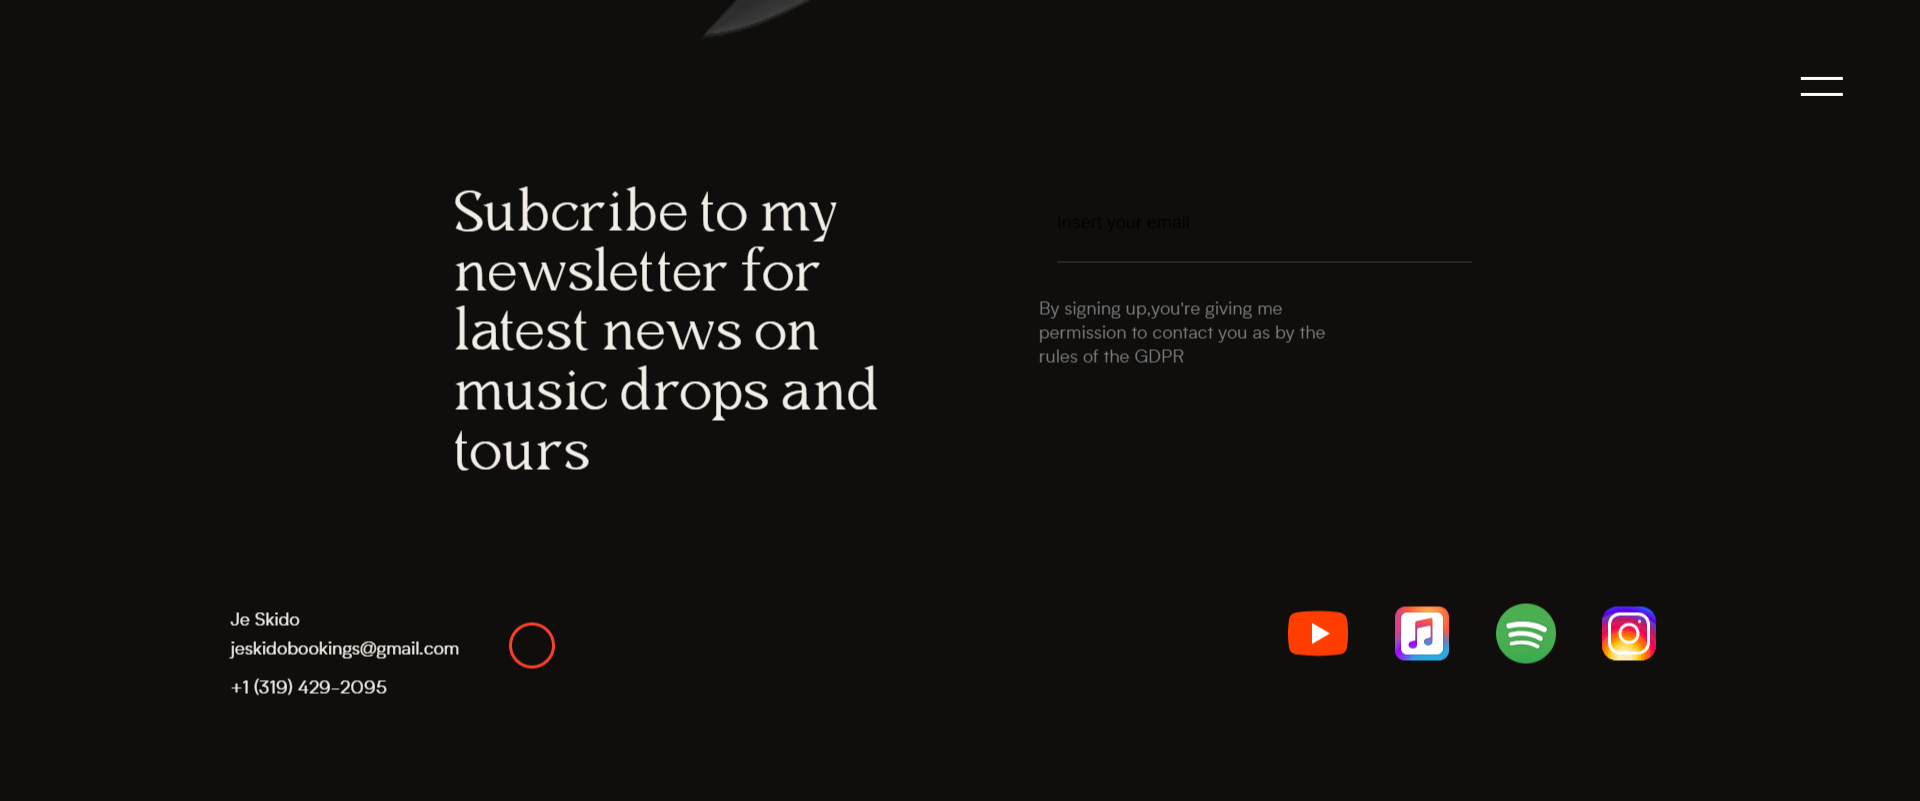 Subcribe to my
newsletter for
latest news on
music drops and
tours
Insert your email
By signing up,you're giving me
permission to contact you as by the
rules of the GDPR
Je Skido
jeskidobookings@gmail.com
+1 (319) 429-2095